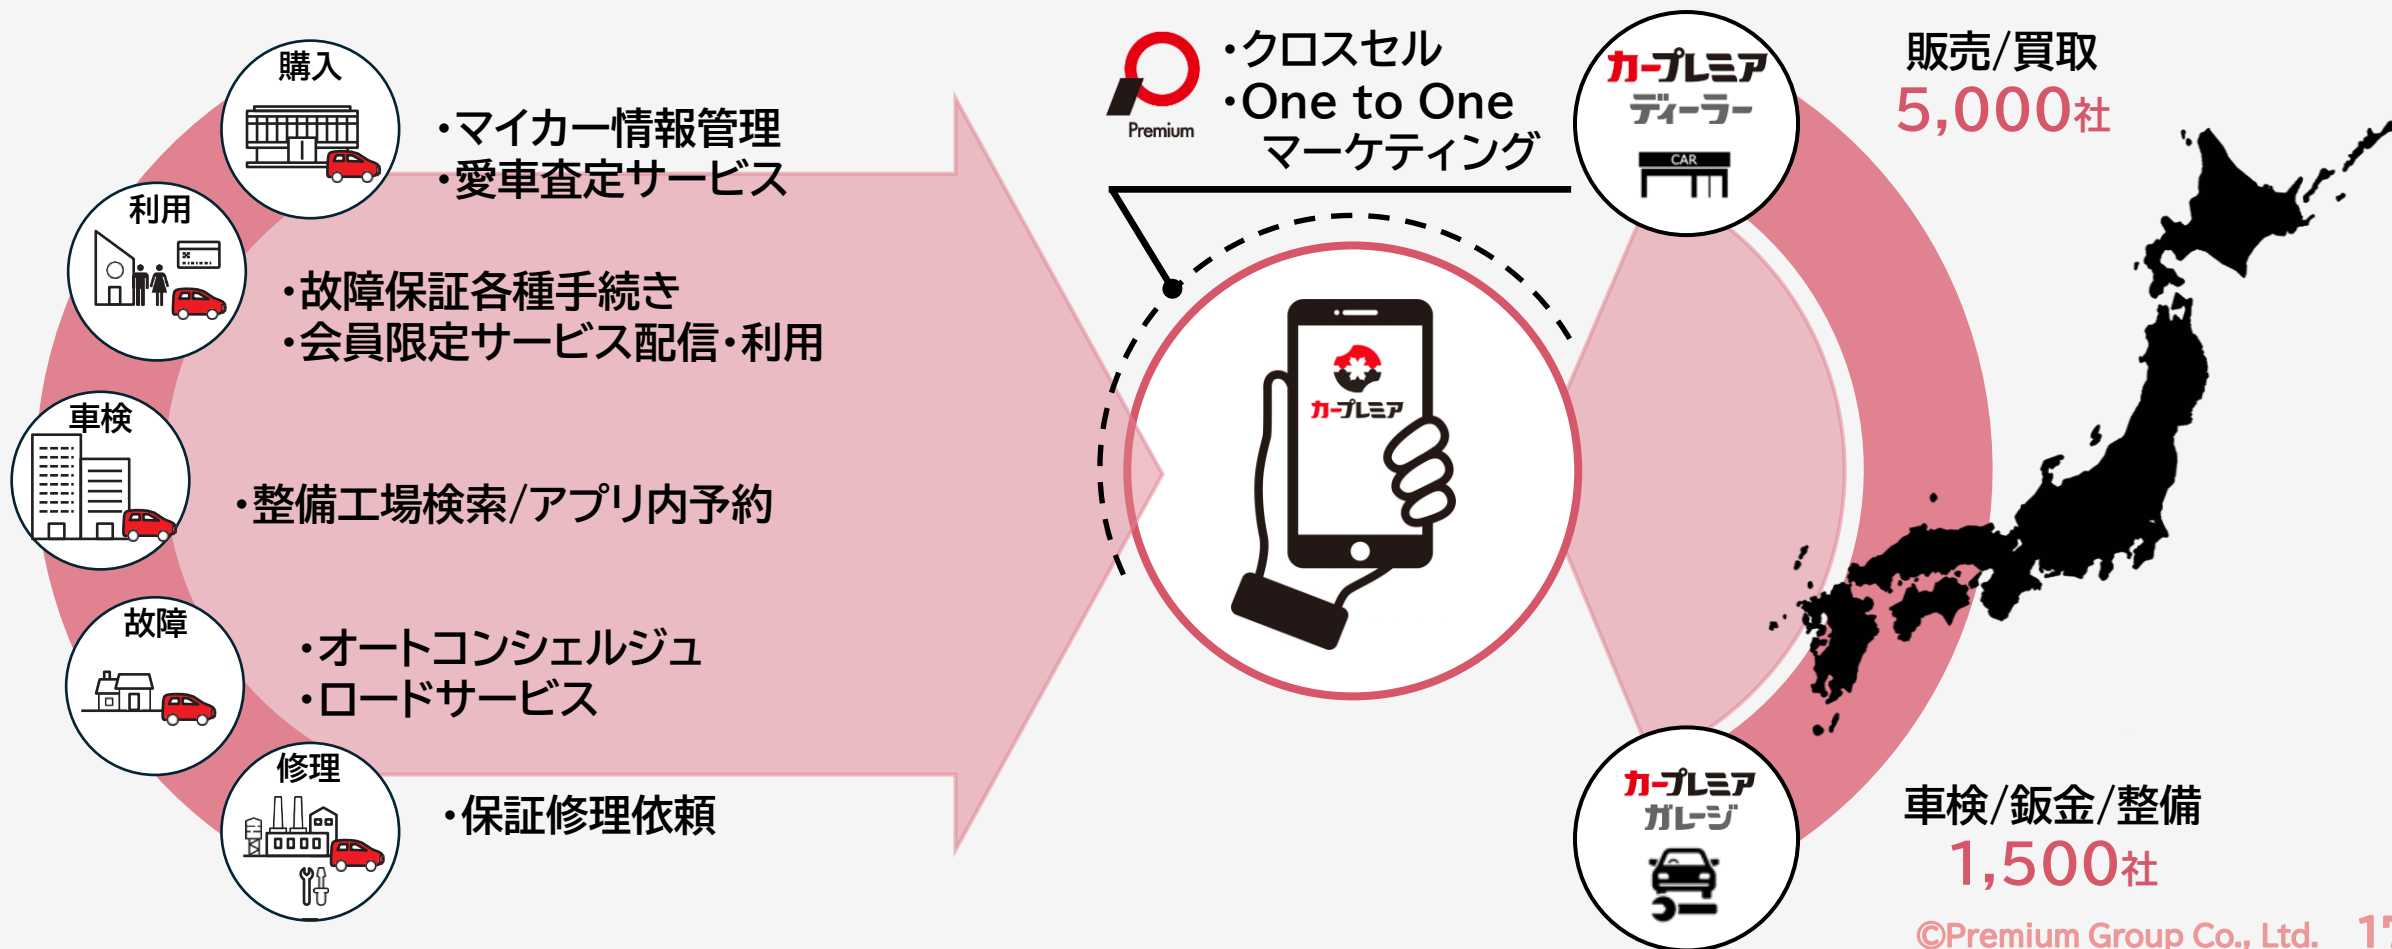 購入
・マイカー情報管理
・愛車査定サービス
利用
・故障保証各種手続き
・会員限定サービス配信・利用
車検
・整備工場検索/アプリ内予約
故障
・オートコンシェルジュ
・ロードサービス
修理
・保証修理依頼
Premium
・クロスセル
・One to One
マーケティング
カープレミア
カープレミア
ディーラー
CAR
販売/買取
5,000社
カープレミア
ガレージ
車検/鈑金/整備
1,500社
©Premium Group Co., Ltd.